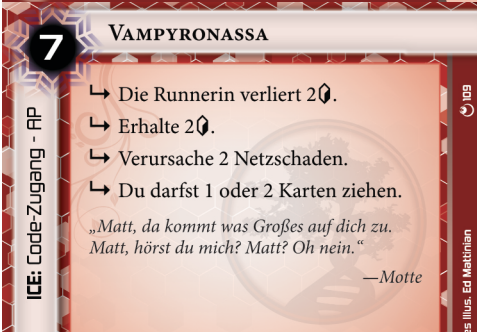 7
Vampyronassa
↳ Die Runnerin verliert 2.
↳ Erhalte 2.
↳ Verursache 2 Netzschaden.
↳ Du darfst 1 oder 2 Karten ziehen.
„Matt, da kommt was Großes auf dich zu.
Matt, hörst du mich? Matt? Oh nein.“
—Motte
ICE: Code-Zugang - AP
109
es Illus. Ed Mattinian